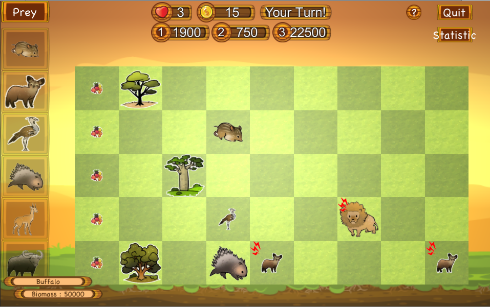 Prey
3
15
Your Turn!
?
Quit
1 1900
2 750
3 22500
Statistic
Buffalo
Biomass : 50000